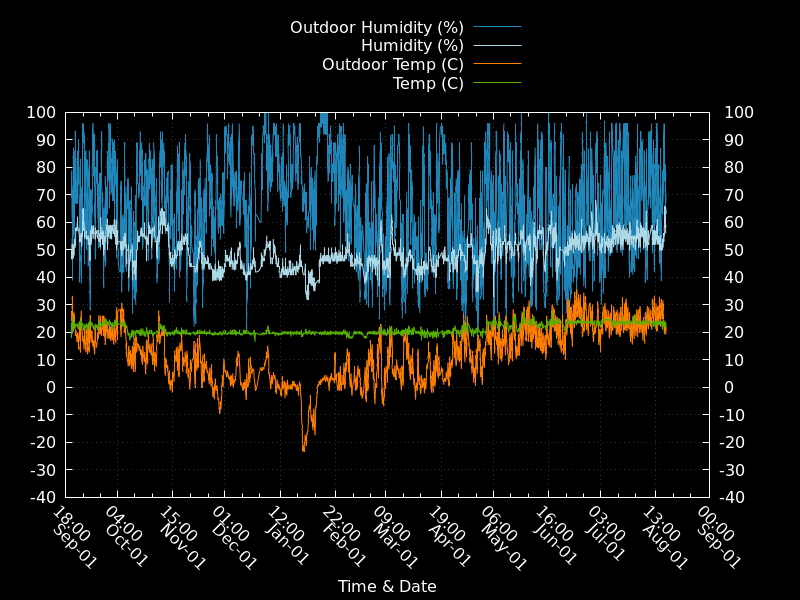 Outdoor Humidity (%)
Humidity (%)
Outdoor Temp (C)
Temp (C)
100 100
90 90
80 80
70 70
60 60
50 50
40 40
30 30
20 20
10 10
0 0
-10 -10
-20 -20
-30 -30
-40 -40
18:00 Sep-01
04:00 Oct-01
15:00 Nov-01
01:00 Dec-01
12:00 Jan-01
22:00 Feb-01
09:00 Mar-01
19:00 Apr-01
06:00 May-01
16:00 Jun-01
03:00 Jul-01
13:00 Aug-01
00:00 Sep-01
Time & Date